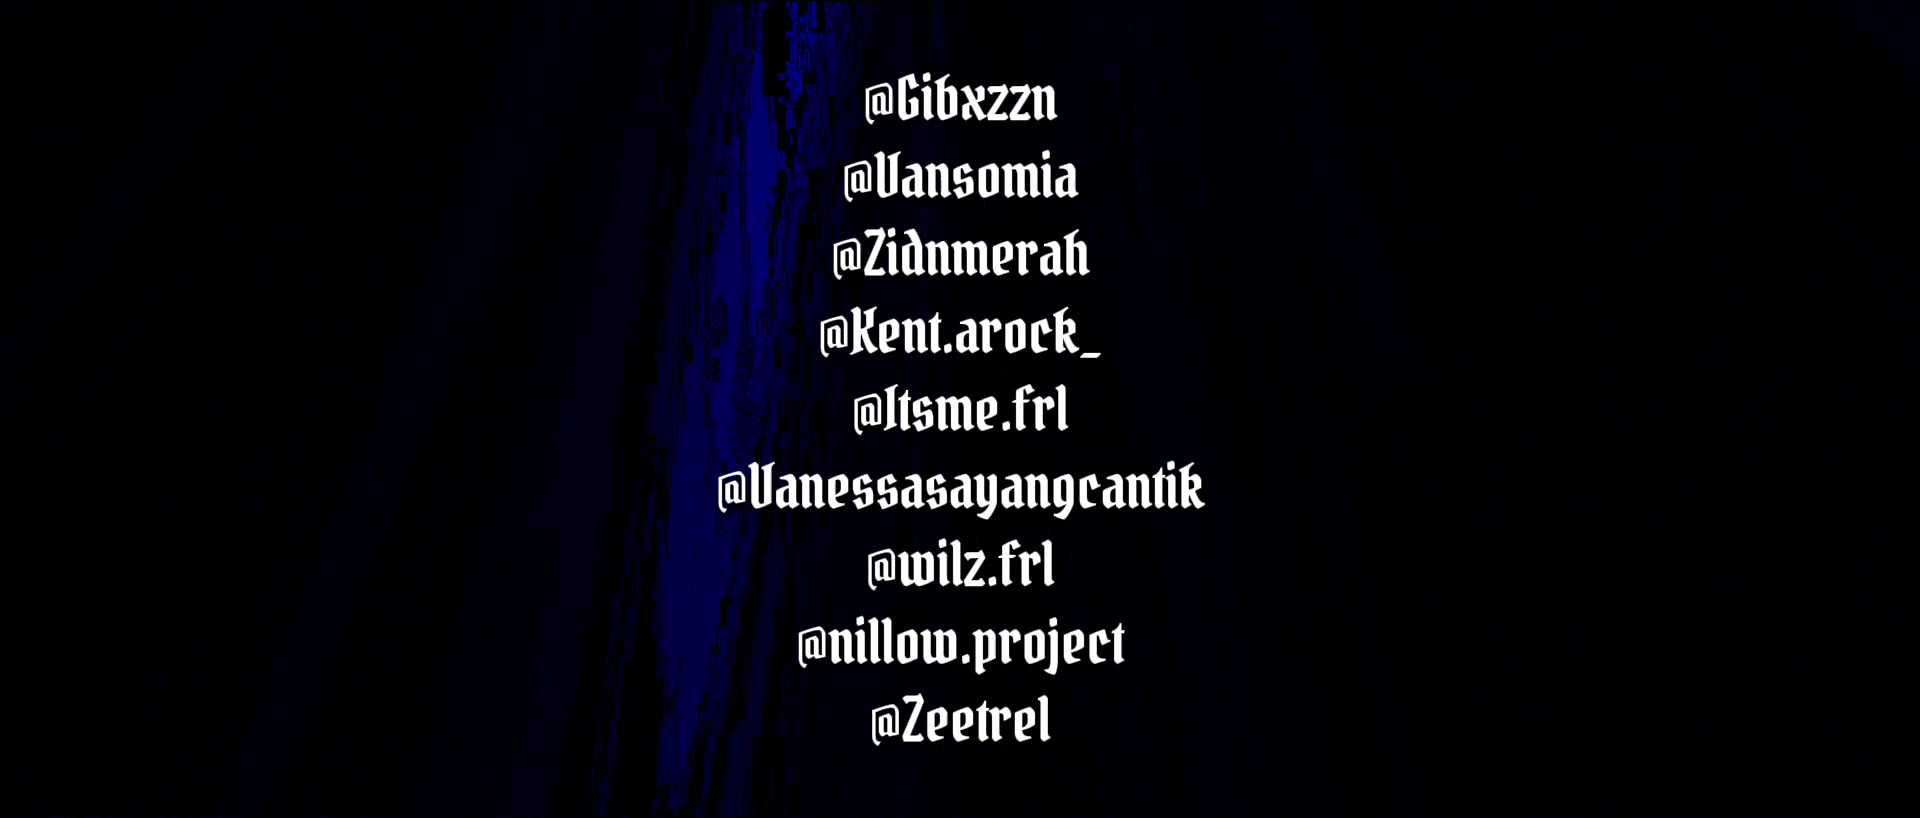 @Gibxzzn
@Vansomia
@Zidnmerah
@Kent.arock_
@Itsme.frl
@Vanessasayangcantik
@wilz.frl
@nillow.project
@Zeetrel